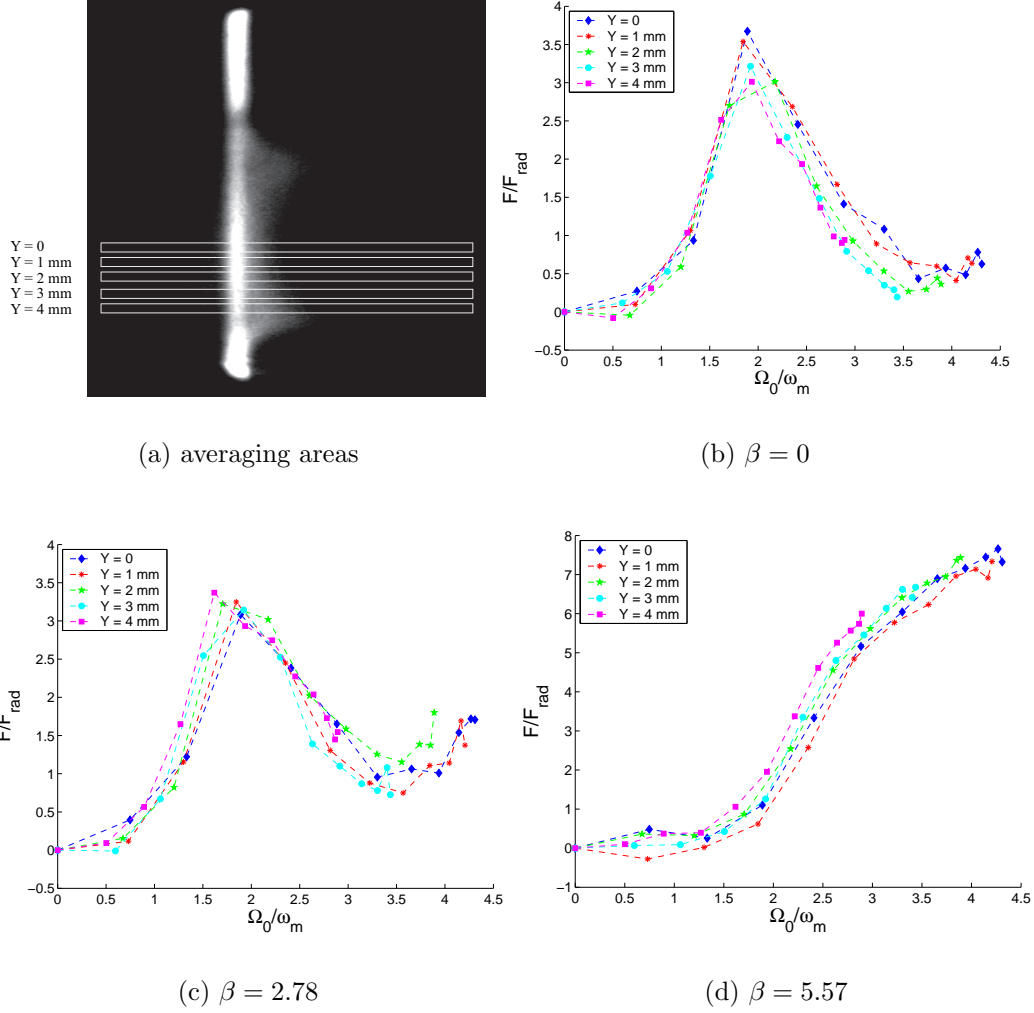 Y = 0
Y = 1 mm
Y = 2 mm
Y = 3 mm
Y = 4 mm
(a) averaging areas
4
3.5
3
2.5
2
1.5
1
0.5
0
−0.5
F/F_rad
Y = 0
Y = 1 mm
Y = 2 mm
Y = 3 mm
Y = 4 mm
0 0.5 1 1.5 2 2.5 3 3.5 4 4.5
Ω_0/ω_m
(b) β = 0
4
3.5
3
2.5
2
1.5
1
0.5
0
−0.5
F/F_rad
Y = 0
Y = 1 mm
Y = 2 mm
Y = 3 mm
Y = 4 mm
0 0.5 1 1.5 2 2.5 3 3.5 4 4.5
Ω_0/ω_m
(c) β = 2.78
8
7
6
5
4
3
2
1
0
−1
F/F_rad
Y = 0
Y = 1 mm
Y = 2 mm
Y = 3 mm
Y = 4 mm
0 0.5 1 1.5 2 2.5 3 3.5 4 4.5
Ω_0/ω_m
(d) β = 5.57